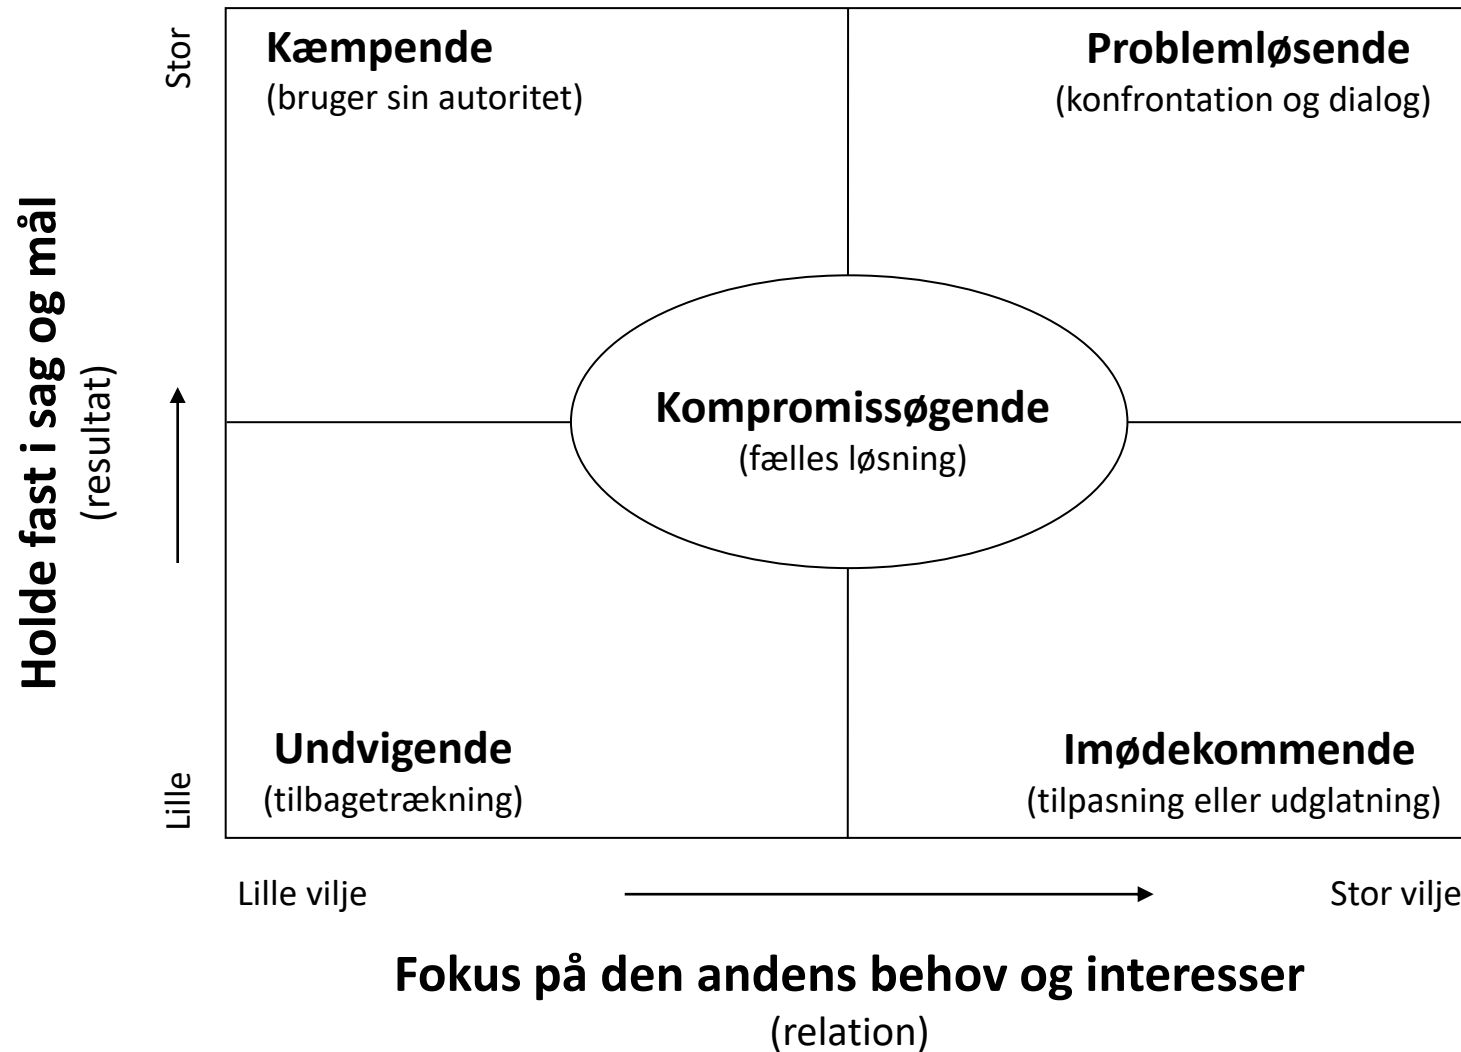 Stor
Kæmpende
(bruger sin autoritet)
Problemløsende
(konfrontation og dialog)
Holde fast i sag og mål
(resultat)
Kompromissøgende
(fælles løsning)
Undvigende
(tilbagetrækning)
Imødekommende
(tilpasning eller udglatning)
Lille
Lille vilje
Stor vilje
Fokus på den andens behov og interesser
(relation)